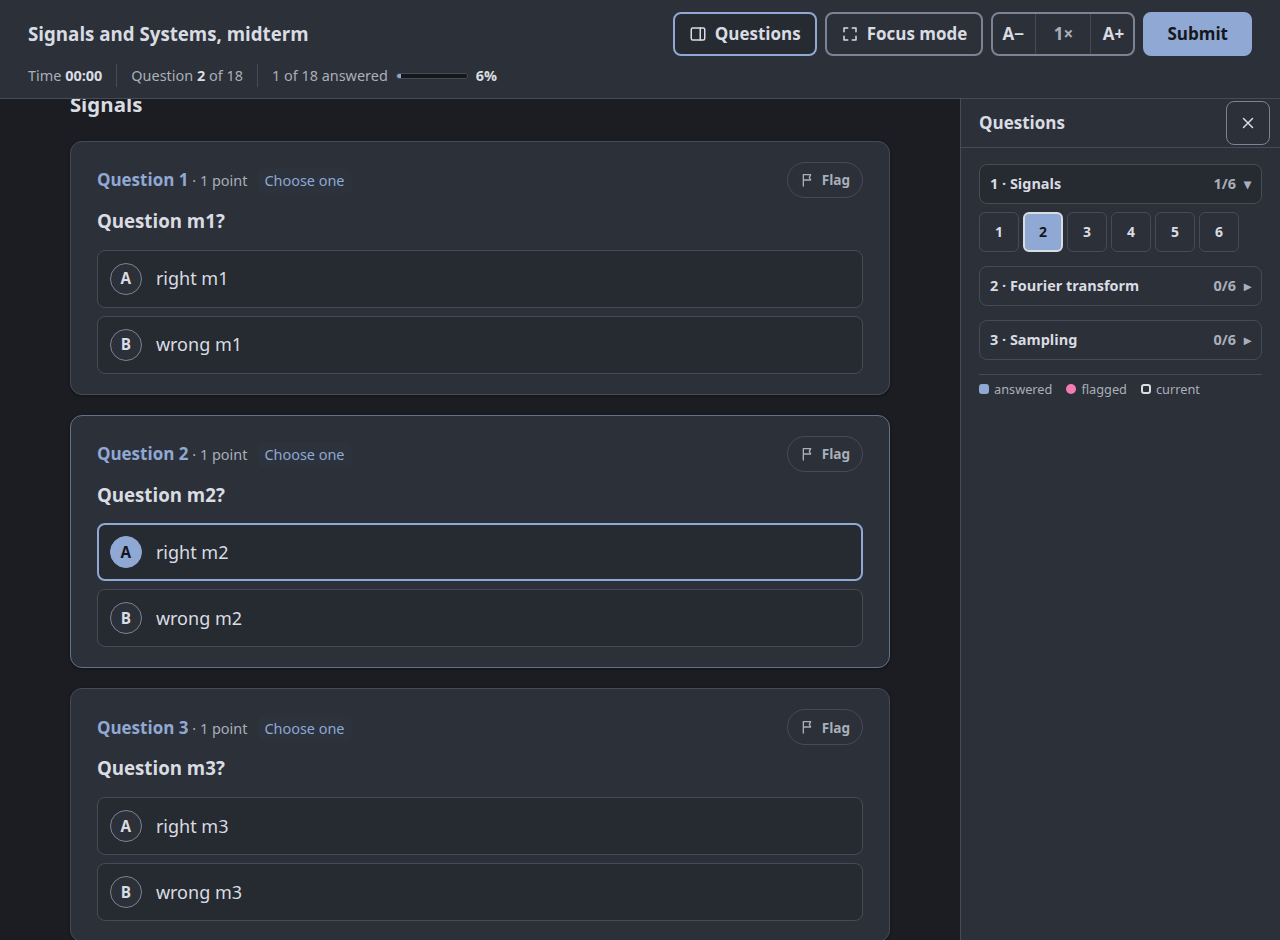 Signals and Systems, midterm
Questions
Focus mode
A− 1× A+
Submit
Time 00:00
Question 2 of 18
1 of 18 answered 6%
Signals
Question 1 · 1 point Choose one
Flag
Question m1?
A right m1
B wrong m1
Question 2 · 1 point Choose one
Flag
Question m2?
A right m2
B wrong m2
Question 3 · 1 point Choose one
Flag
Question m3?
A right m3
B wrong m3
Questions
1 · Signals 1/6 ▾
1 2 3 4 5 6
2 · Fourier transform 0/6 ▸
3 · Sampling 0/6 ▸
answered flagged current